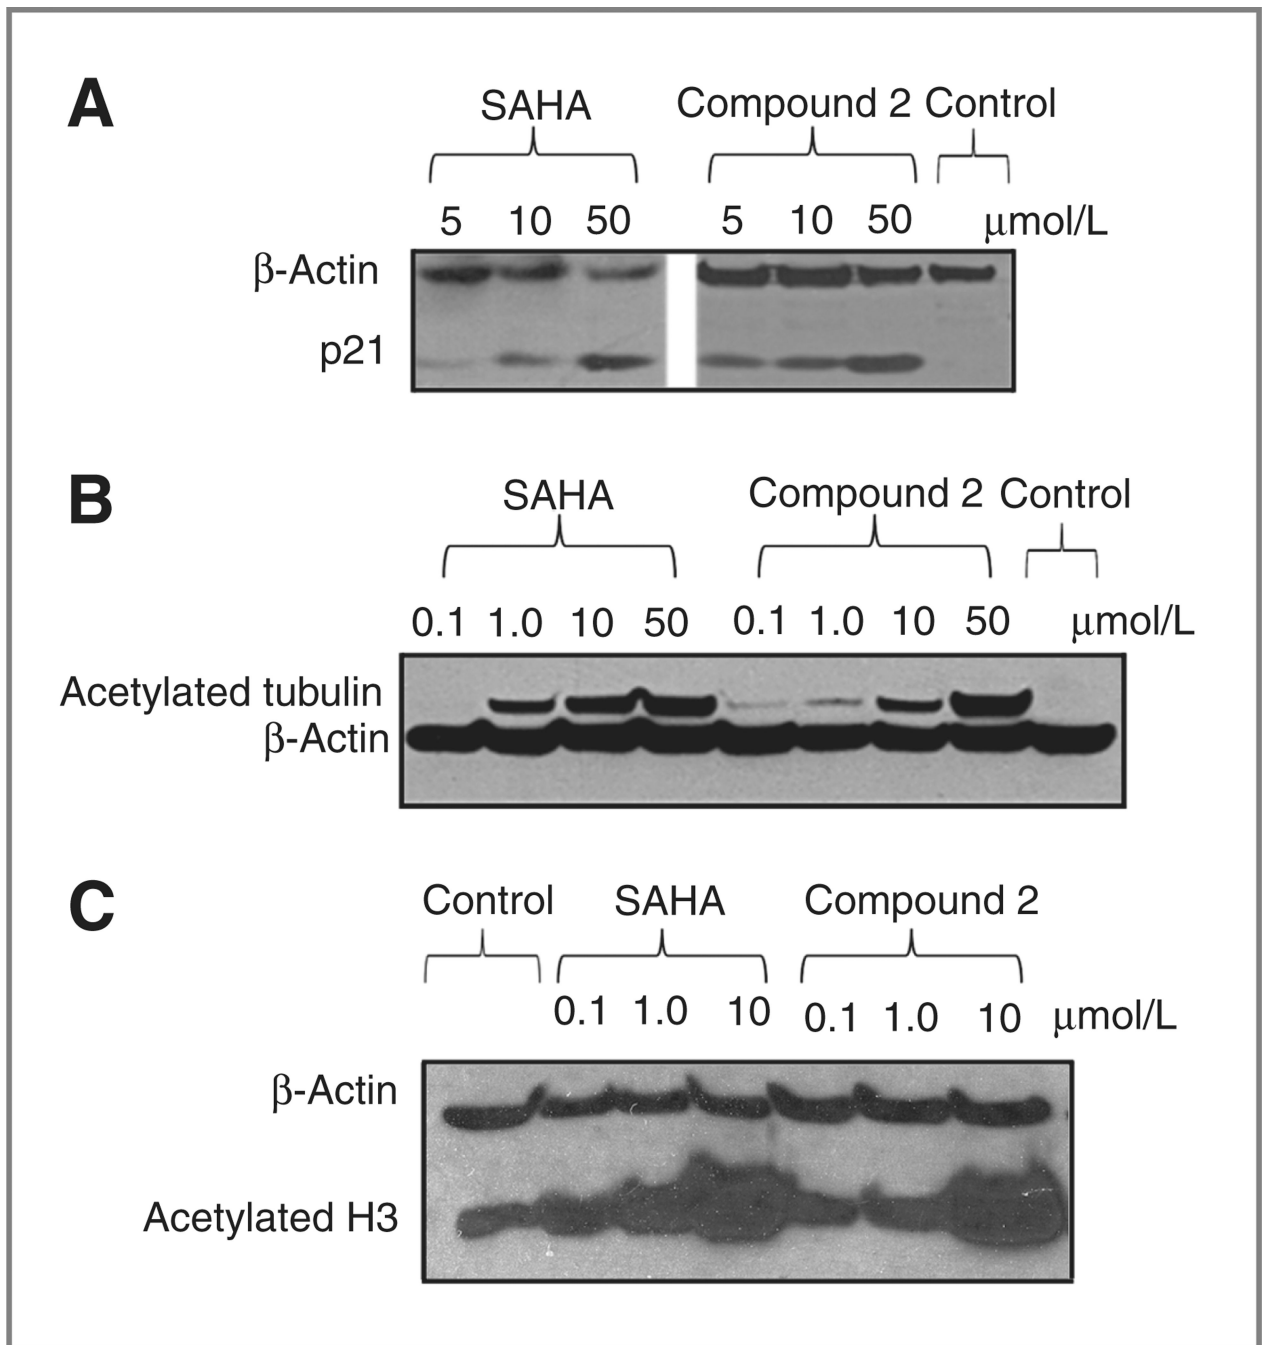 A
SAHA Compound 2 Control
5 10 50 5 10 50 μmol/L
β-Actin
p21
B
SAHA Compound 2 Control
0.1 1.0 10 50 0.1 1.0 10 50 μmol/L
Acetylated tubulin
β-Actin
C
Control SAHA Compound 2
0.1 1.0 10 0.1 1.0 10 μmol/L
β-Actin
Acetylated H3